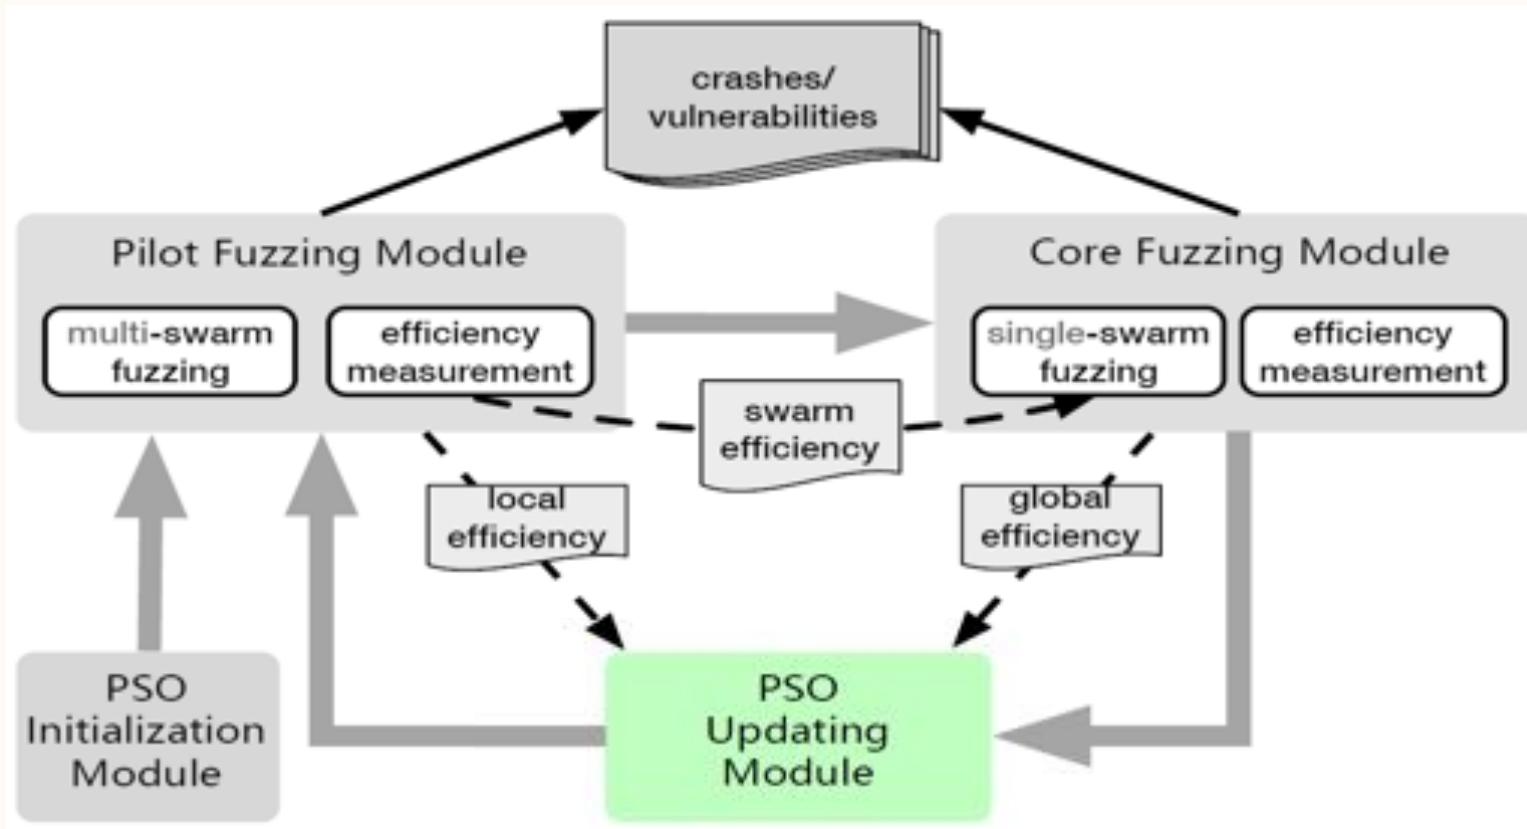 crashes/
vulnerabilities
Pilot Fuzzing Module
multi-swarm
fuzzing
efficiency
measurement
Core Fuzzing Module
single-swarm
fuzzing
efficiency
measurement
swarm
efficiency
local
efficiency
global
efficiency
PSO
Initialization
Module
PSO
Updating
Module